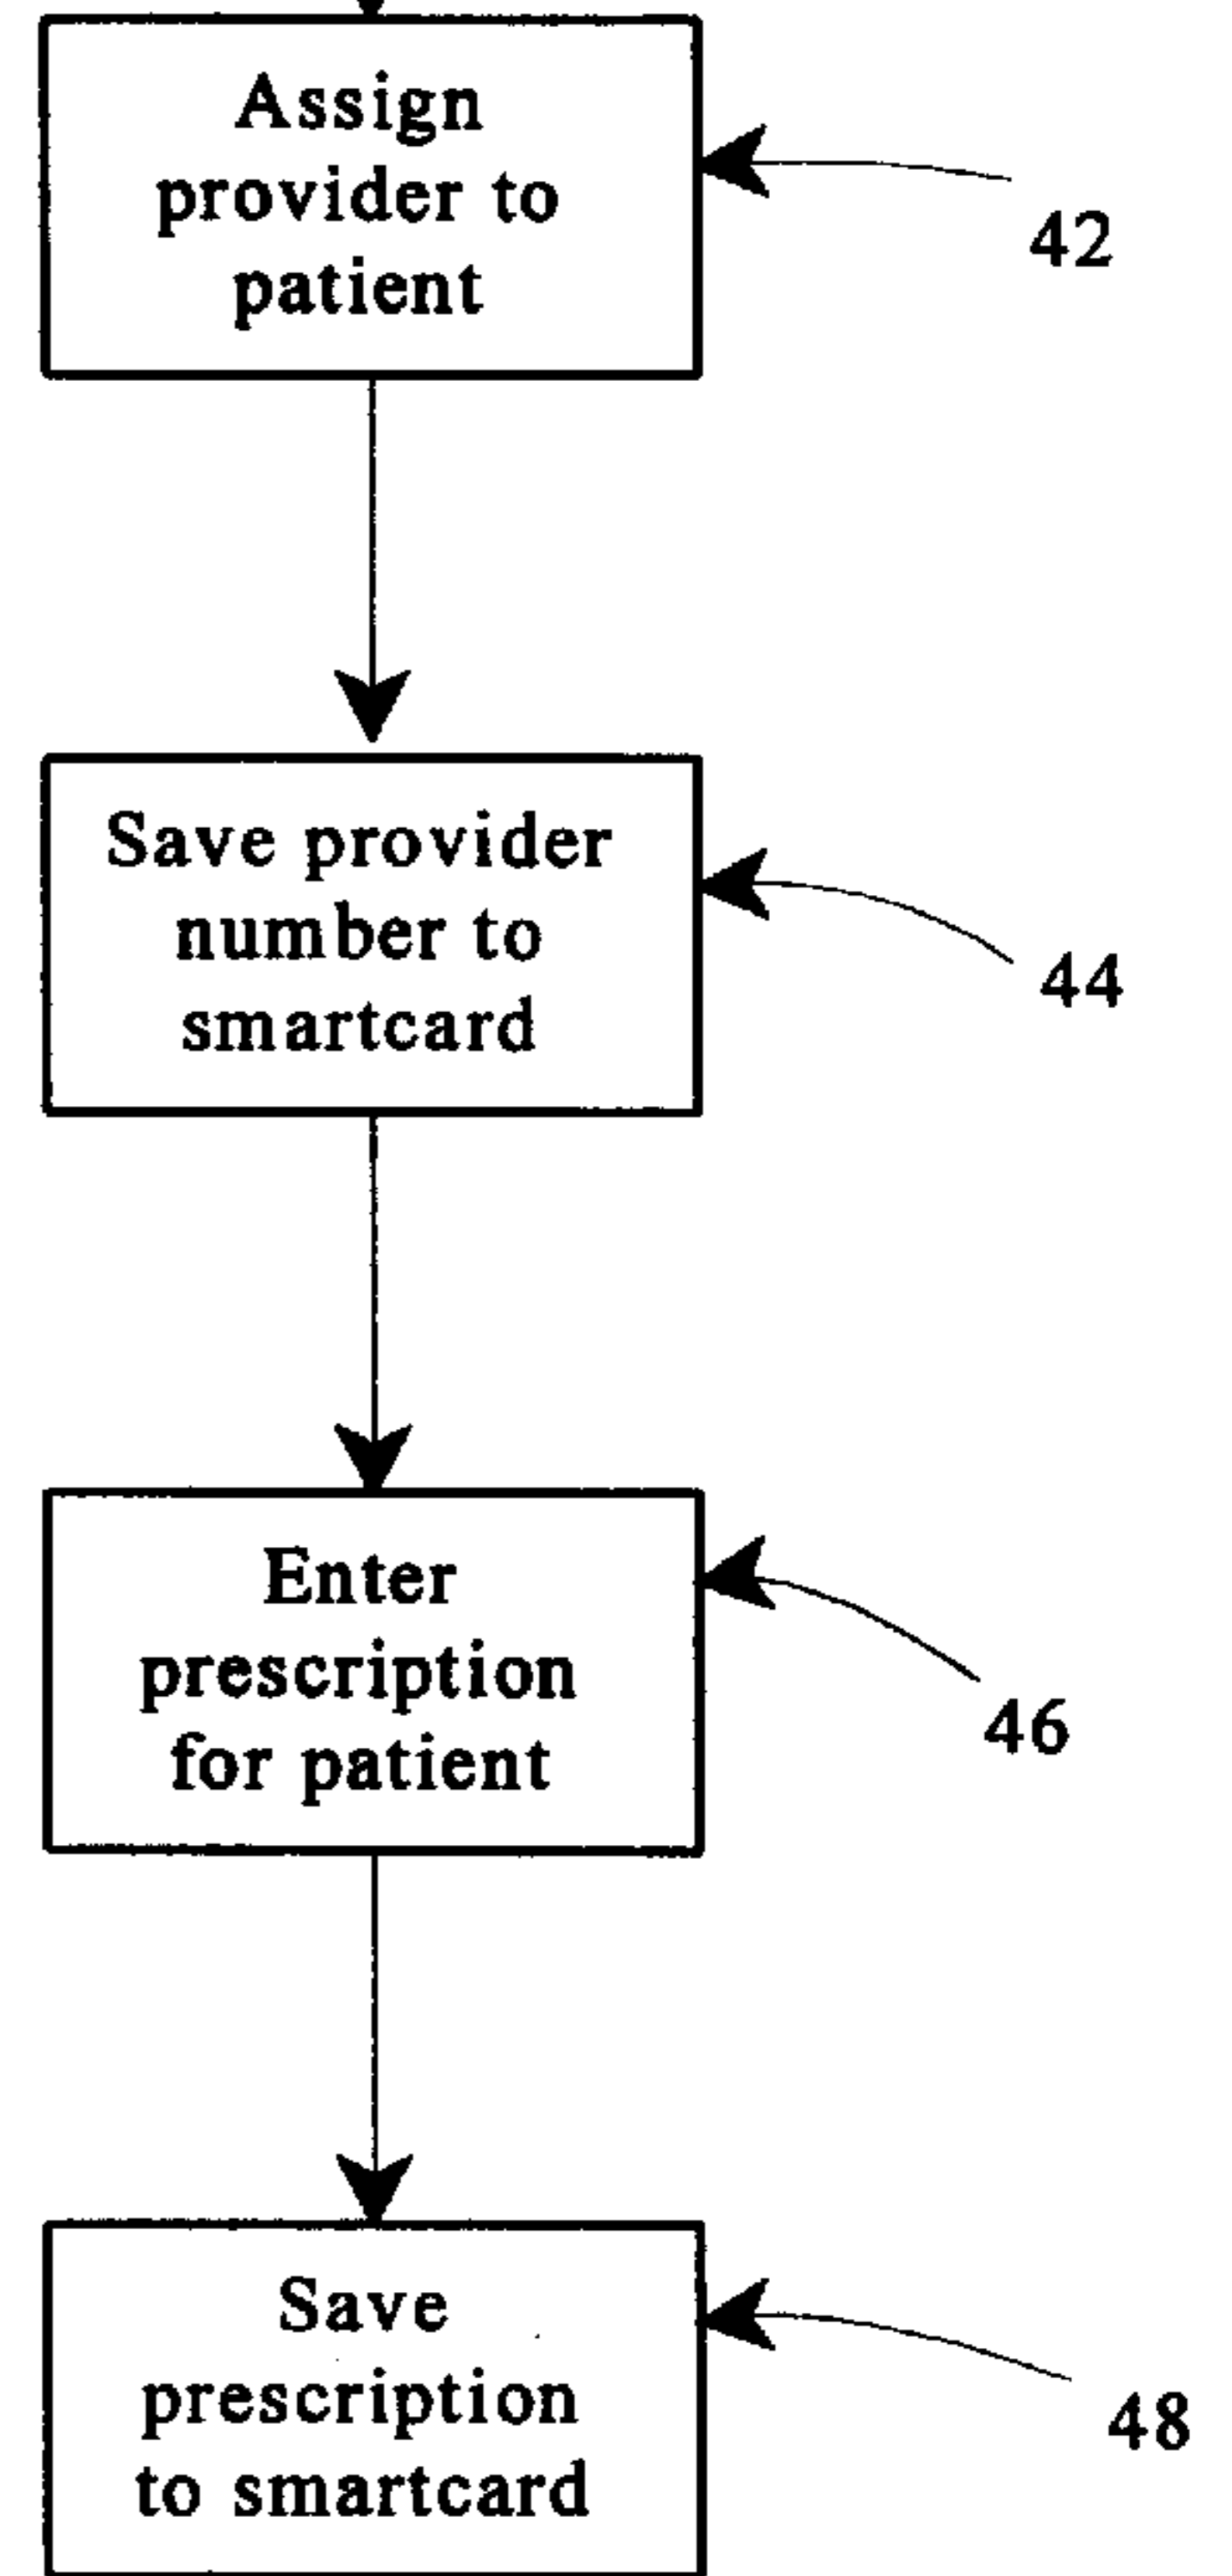 Assign
provider to
patient
42
Save provider
number to
smartcard
44
Enter
prescription
for patient
46
Save
prescription
to smartcard
48